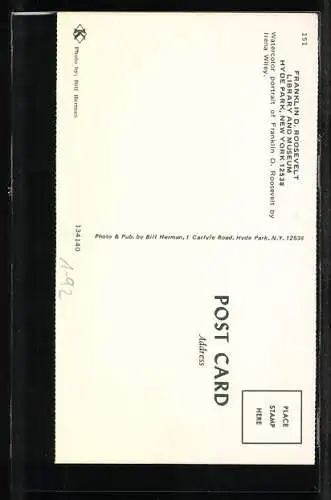 151
FRANKLIN D. ROOSEVELT
LIBRARY AND MUSEUM
HYDE PARK, NEW YORK 12538
Watercolor portrait of Franklin D. Roosevelt by
Irena Wiley.
Photo & Pub. by Bill Herman, 1 Carlyle Road, Hyde Park, N.Y. 12538
POST CARD
Address
PLACE
STAMP
HERE
K
Photo by: Bill Herman
134140
1-92